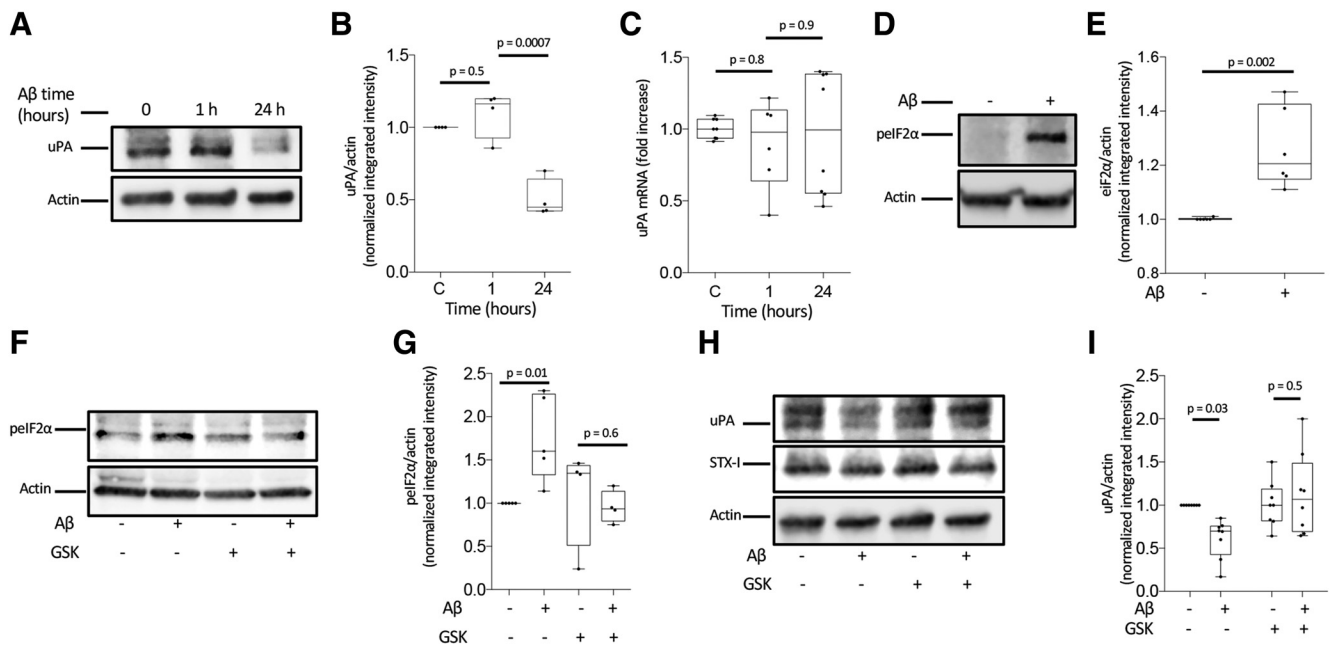 A
Aβ time
(hours)
0 1 h 24 h
uPA
Actin
B
uPA/actin
(normalized integrated intensity)
1.5
1.0
0.5
0.0
p = 0.5
p = 0.0007
C 1 24
Time (hours)
C
uPA mRNA (fold increase)
1.5
1.0
0.5
0.0
p = 0.8
p = 0.9
C 1 24
Time (hours)
D
Aβ - +
peIF2α
Actin
E
eiF2α/actin
(normalized integrated intensity)
1.6
1.4
1.2
1.0
0.8
p = 0.002
Aβ - +
F
peIF2α
Actin
Aβ - + - +
GSK - - + +
G
peIF2α/actin
(normalized integrated intensity)
2.5
2.0
1.5
1.0
0.5
0.0
p = 0.01
p = 0.6
Aβ - + - +
GSK - - + +
H
uPA
STX-I
Actin
Aβ - + - +
GSK - - + +
I
uPA/actin
(normalized integrated intensity)
2.5
2.0
1.5
1.0
0.5
0.0
p = 0.03
p = 0.5
Aβ - + - +
GSK - - + +